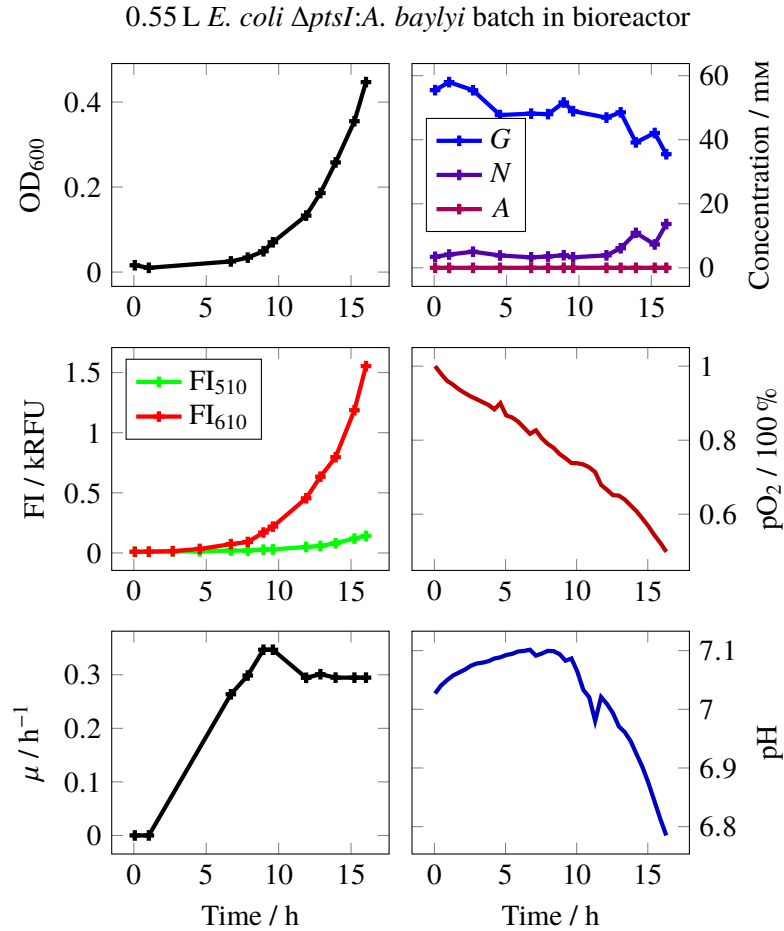 0.55 L E. coli ΔptsI:A. baylyi batch in bioreactor
OD600
0.4
0.2
0
0 5 10 15
G
N
A
60
40
20
0
Concentration / mM
0 5 10 15
FI / kRFU
1.5
1
0.5
0
FI510
FI610
0 5 10 15
1
0.8
0.6
pO2 / 100 %
0 5 10 15
μ / h−1
0.3
0.2
0.1
0
0 5 10 15
Time / h
7.1
7
6.9
6.8
pH
0 5 10 15
Time / h